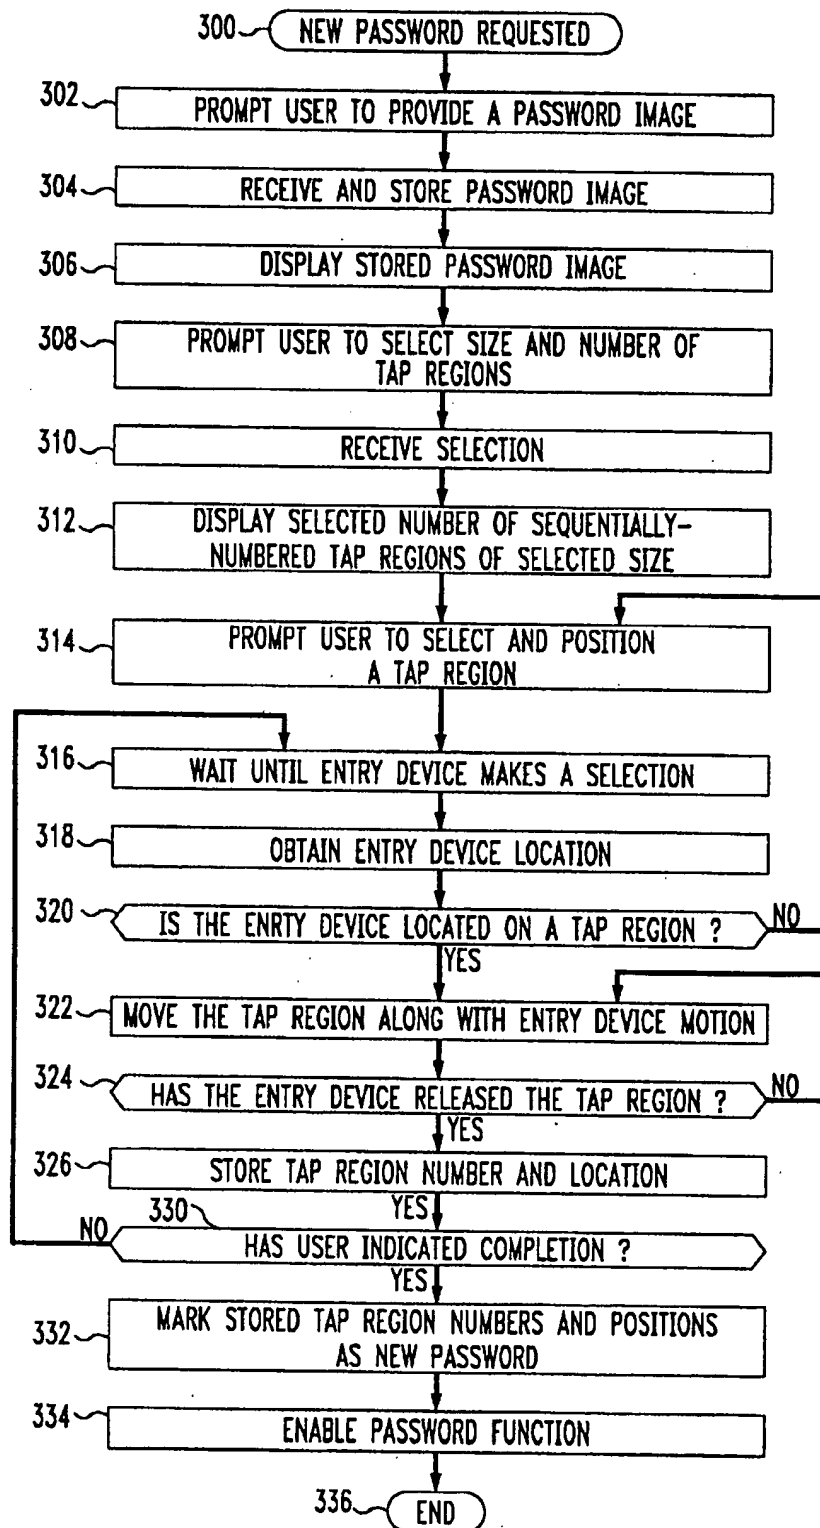 300 NEW PASSWORD REQUESTED
302 PROMPT USER TO PROVIDE A PASSWORD IMAGE
304 RECEIVE AND STORE PASSWORD IMAGE
306 DISPLAY STORED PASSWORD IMAGE
308 PROMPT USER TO SELECT SIZE AND NUMBER OF
TAP REGIONS
310 RECEIVE SELECTION
312 DISPLAY SELECTED NUMBER OF SEQUENTIALLY-
NUMBERED TAP REGIONS OF SELECTED SIZE
314 PROMPT USER TO SELECT AND POSITION
A TAP REGION
316 WAIT UNTIL ENTRY DEVICE MAKES A SELECTION
318 OBTAIN ENTRY DEVICE LOCATION
320 IS THE ENRTY DEVICE LOCATED ON A TAP REGION ? NO
YES
322 MOVE THE TAP REGION ALONG WITH ENTRY DEVICE MOTION
324 HAS THE ENTRY DEVICE RELEASED THE TAP REGION ? NO
YES
326 STORE TAP REGION NUMBER AND LOCATION
YES
330
NO HAS USER INDICATED COMPLETION ?
YES
332 MARK STORED TAP REGION NUMBERS AND POSITIONS
AS NEW PASSWORD
334 ENABLE PASSWORD FUNCTION
336 END